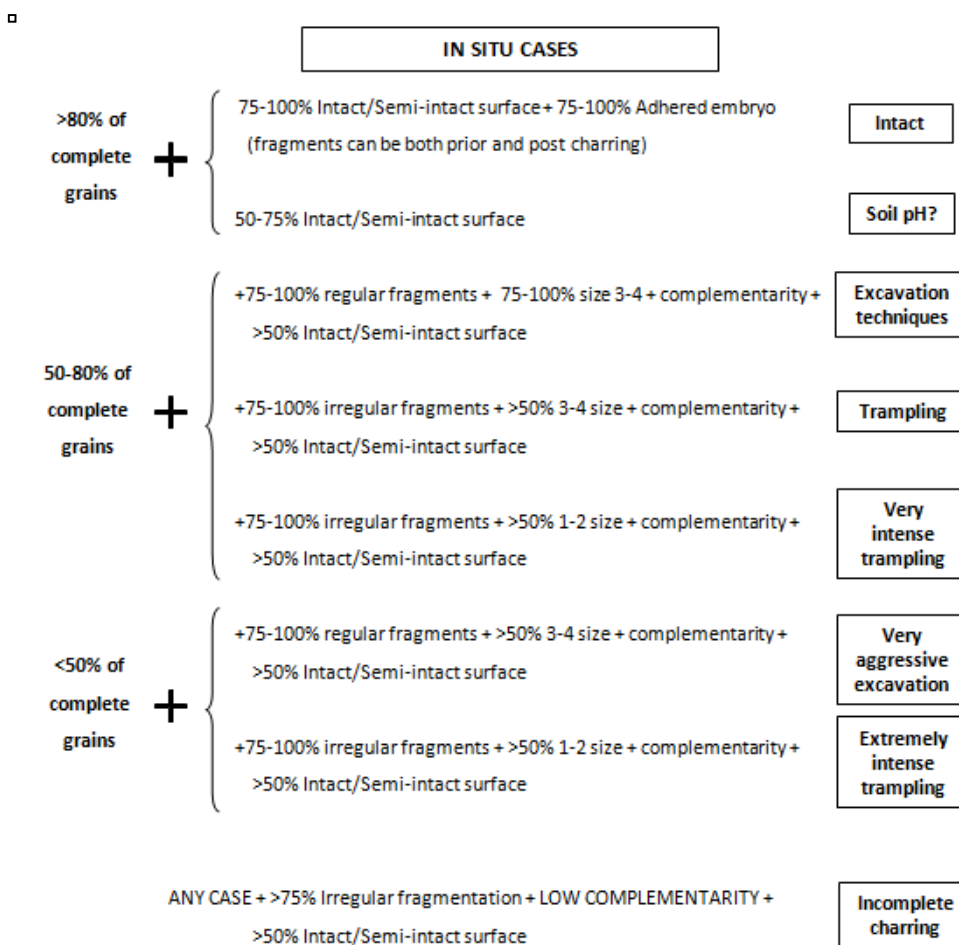 IN SITU CASES
>80% of
complete
grains
+
75-100% Intact/Semi-intact surface+ 75-100% Adhered embryo
(fragments can be both prior and post charring)
Intact
50-75% Intact/Semi-intact surface
Soil pH?
50-80% of
complete
grains
+
+75-100% regular fragments + 75-100% size 3-4 + complementarity +
>50% Intact/Semi-intact surface
Excavation
techniques
+75-100% irregular fragments + >50% 3-4 size + complementarity +
>50% Intact/Semi-intact surface
Trampling
+75-100% irregular fragments + >50% 1-2 size + complementarity +
>50% Intact/Semi-intact surface
Very
intense
trampling
<50% of
complete
grains
+
+75-100% regular fragments + >50% 3-4 size + complementarity +
>50% Intact/Semi-intact surface
Very
aggressive
excavation
+75-100% irregular fragments + >50% 1-2 size + complementarity +
>50% Intact/Semi-intact surface
Extremely
intense
trampling
ANY CASE + >75% Irregular fragmentation + LOW COMPLEMENTARITY +
>50% Intact/Semi-intact surface
Incomplete
charring